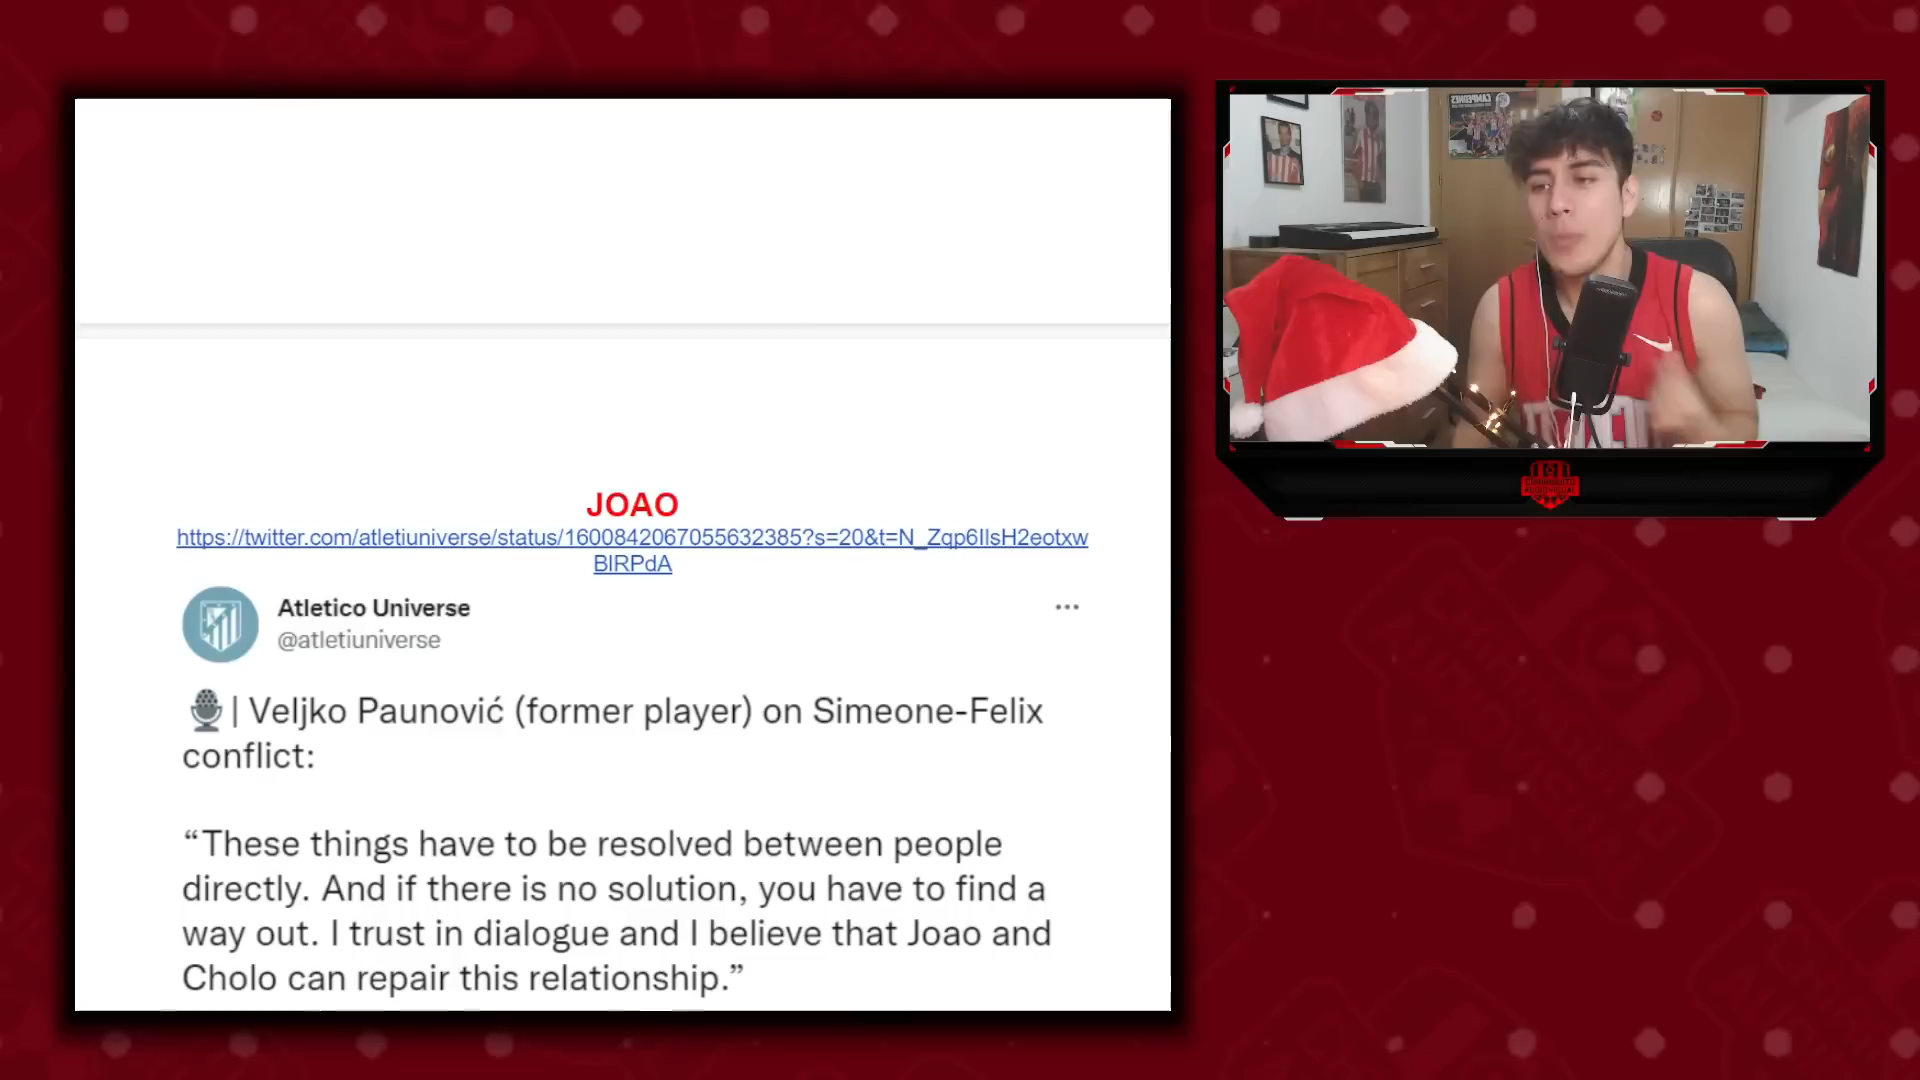 JOAO
https://twitter.com/atletiuniverse/status/1600842067055632385?s=20&t=N_Zqp6IlsH2eotxw
BIRPdA
Atletico Universe
@atletiuniverse
| Veljko Paunović (former player) on Simeone-Felix
conflict:
“These things have to be resolved between people
directly. And if there is no solution, you have to find a
way out. I trust in dialogue and I believe that Joao and
Cholo can repair this relationship.”